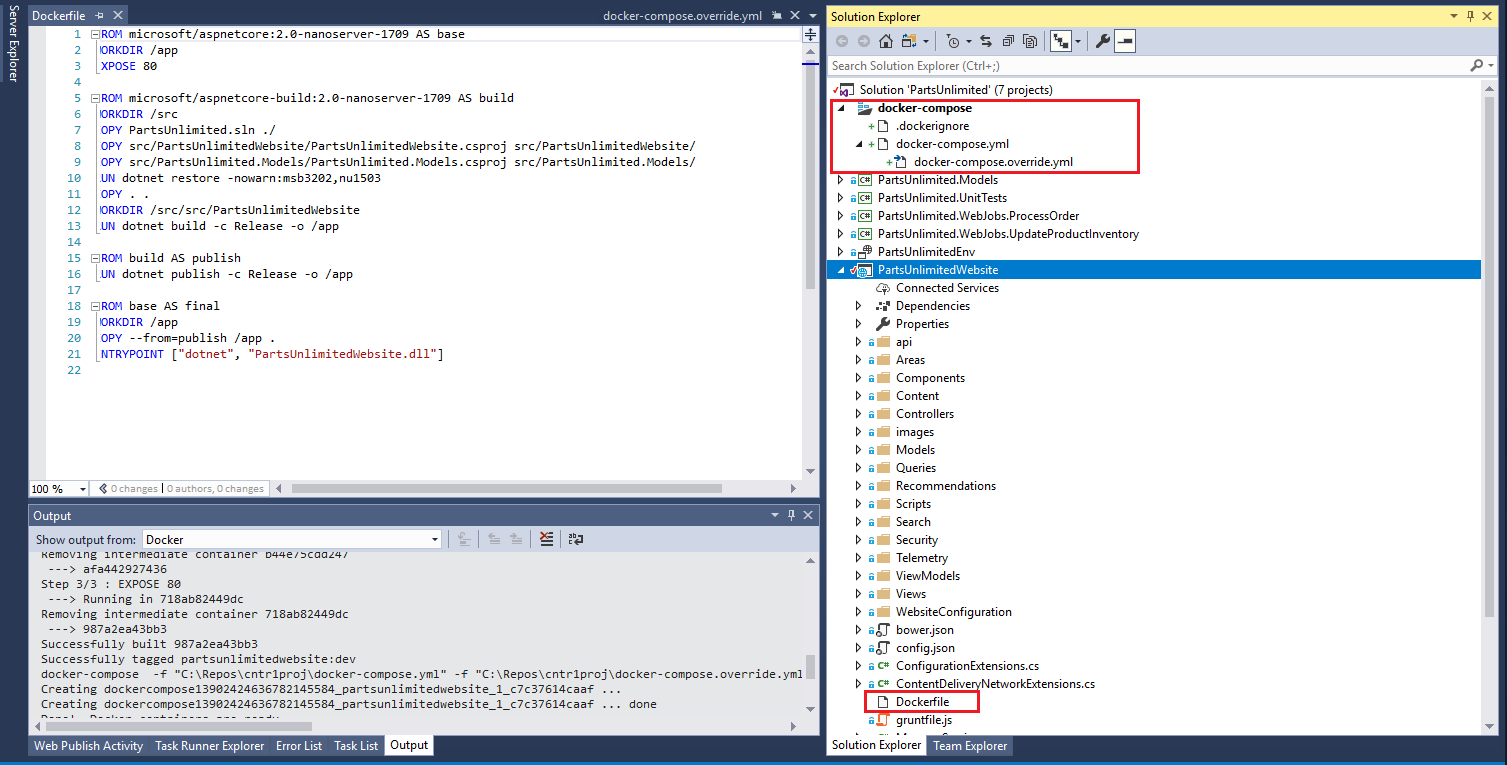 Server Explorer
Dockerfile
docker-compose.override.yml
1 ROM microsoft/aspnetcore:2.0-nanoserver-1709 AS base
2 ORKDIR /app
3 XPOSE 80
4
5 ROM microsoft/aspnetcore-build:2.0-nanoserver-1709 AS build
6 ORKDIR /src
7 OPY PartsUnlimited.sln ./
8 OPY src/PartsUnlimitedWebsite/PartsUnlimitedWebsite.csproj src/PartsUnlimitedWebsite/
9 OPY src/PartsUnlimited.Models/PartsUnlimited.Models.csproj src/PartsUnlimited.Models/
10 UN dotnet restore -nowarn:msb3202,nu1503
11 OPY . .
12 ORKDIR /src/src/PartsUnlimitedWebsite
13 UN dotnet build -c Release -o /app
14
15 ROM build AS publish
16 UN dotnet publish -c Release -o /app
17
18 ROM base AS final
19 ORKDIR /app
20 OPY --from=publish /app .
21 NTRYPOINT ["dotnet", "PartsUnlimitedWebsite.dll"]
22
100 %
0 changes | 0 authors, 0 changes
Output
Show output from: Docker
Removing intermediate container b44e75cdd247
---> afa442927436
Step 3/3 : EXPOSE 80
---> Running in 718ab82449dc
Removing intermediate container 718ab82449dc
---> 987a2ea43bb3
Successfully built 987a2ea43bb3
Successfully tagged partsunlimitedwebsite:dev
docker-compose -f "C:\Repos\cntr1proj\docker-compose.yml" -f "C:\Repos\cntr1proj\docker-compose.override.yml
Creating dockercompose13902424636782145584_partsunlimitedwebsite_1_c7c37614caaf ...
Creating dockercompose13902424636782145584_partsunlimitedwebsite_1_c7c37614caaf ... done
Done! Docker containers are ready.
Web Publish Activity
Task Runner Explorer
Error List
Task List
Output
Solution Explorer
Search Solution Explorer (Ctrl+;)
Solution 'PartsUnlimited' (7 projects)
docker-compose
.dockerignore
docker-compose.yml
docker-compose.override.yml
PartsUnlimited.Models
PartsUnlimited.UnitTests
PartsUnlimited.WebJobs.ProcessOrder
PartsUnlimited.WebJobs.UpdateProductInventory
PartsUnlimitedEnv
PartsUnlimitedWebsite
Connected Services
Dependencies
Properties
api
Areas
Components
Content
Controllers
images
Models
Queries
Recommendations
Scripts
Search
Security
Telemetry
ViewModels
Views
WebsiteConfiguration
bower.json
config.json
C# ConfigurationExtensions.cs
C# ContentDeliveryNetworkExtensions.cs
Dockerfile
gruntfile.js
Solution Explorer
Team Explorer